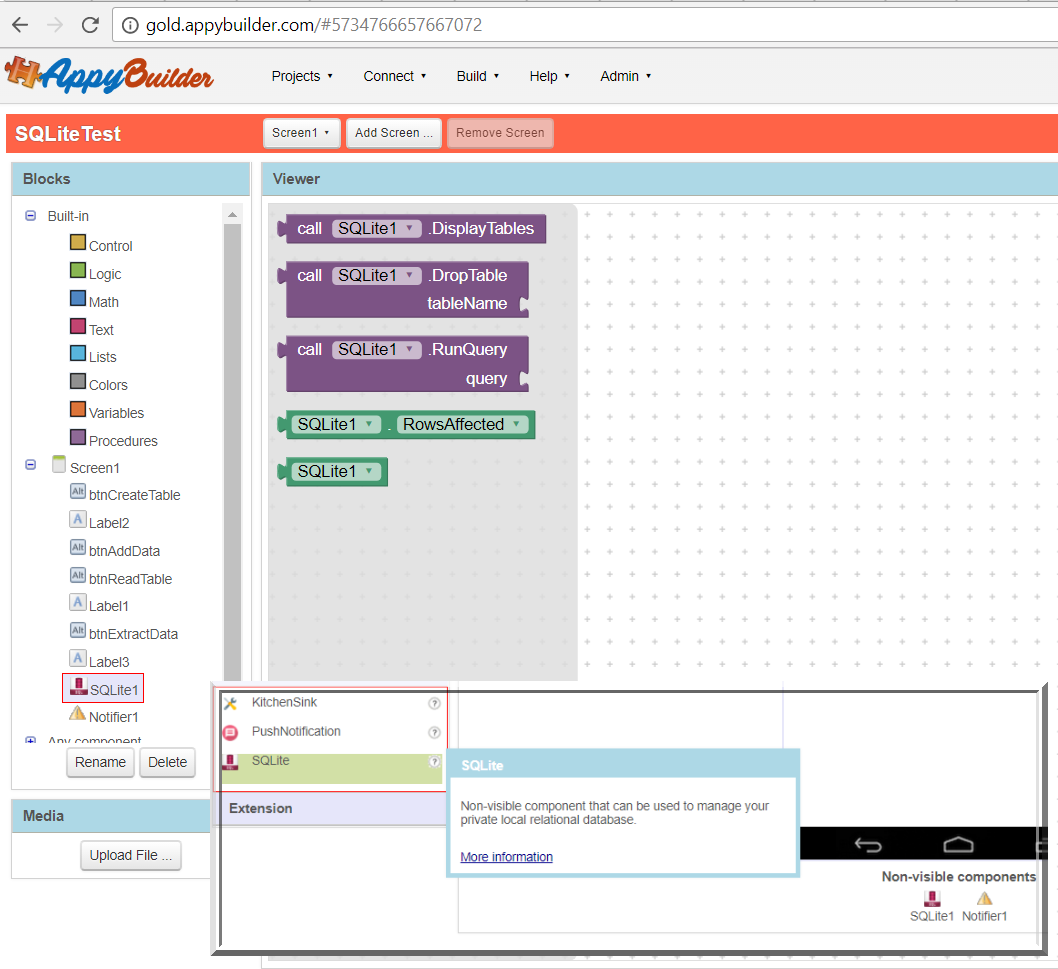 gold.appybuilder.com/#5734766657667072
AppyBuilder
Projects Connect Build Help Admin
SQLiteTest
Screen1 Add Screen ... Remove Screen
Blocks
Built-in
Control
Logic
Math
Text
Lists
Colors
Variables
Procedures
Screen1
Alt btnCreateTable
A Label2
Alt btnAddData
Alt btnReadTable
A Label1
Alt btnExtractData
A Label3
SQLite1
Notifier1
Any component
Rename Delete
Media
Upload File ...
Viewer
call SQLite1 .DisplayTables
call SQLite1 .DropTable
tableName
call SQLite1 .RunQuery
query
SQLite1 . RowsAffected
SQLite1
KitchenSink ?
PushNotification ?
SQLite ?
Extension
SQLite
Non-visible component that can be used to manage your
private local relational database.
More information
Non-visible components
SQLite1 Notifier1